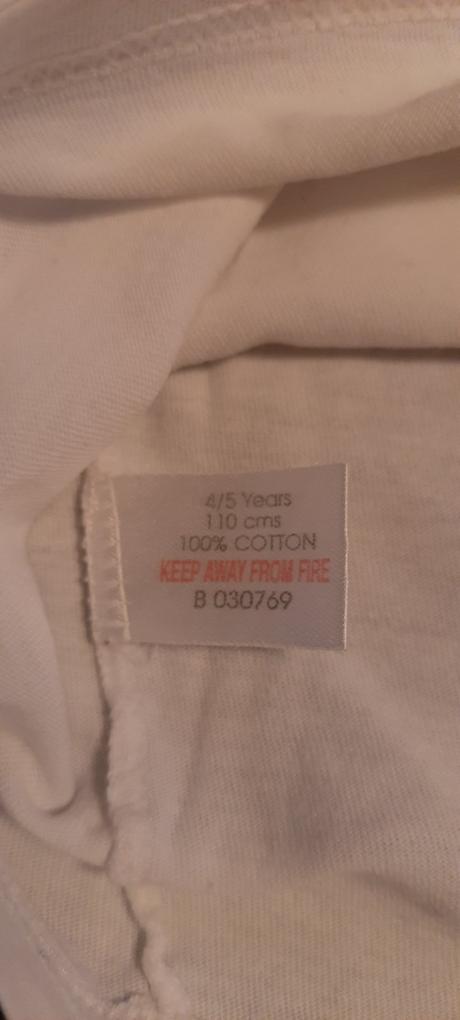 4/5 Years
110 cms
100% COTTON
KEEP AWAY FROM FIRE
B 030769